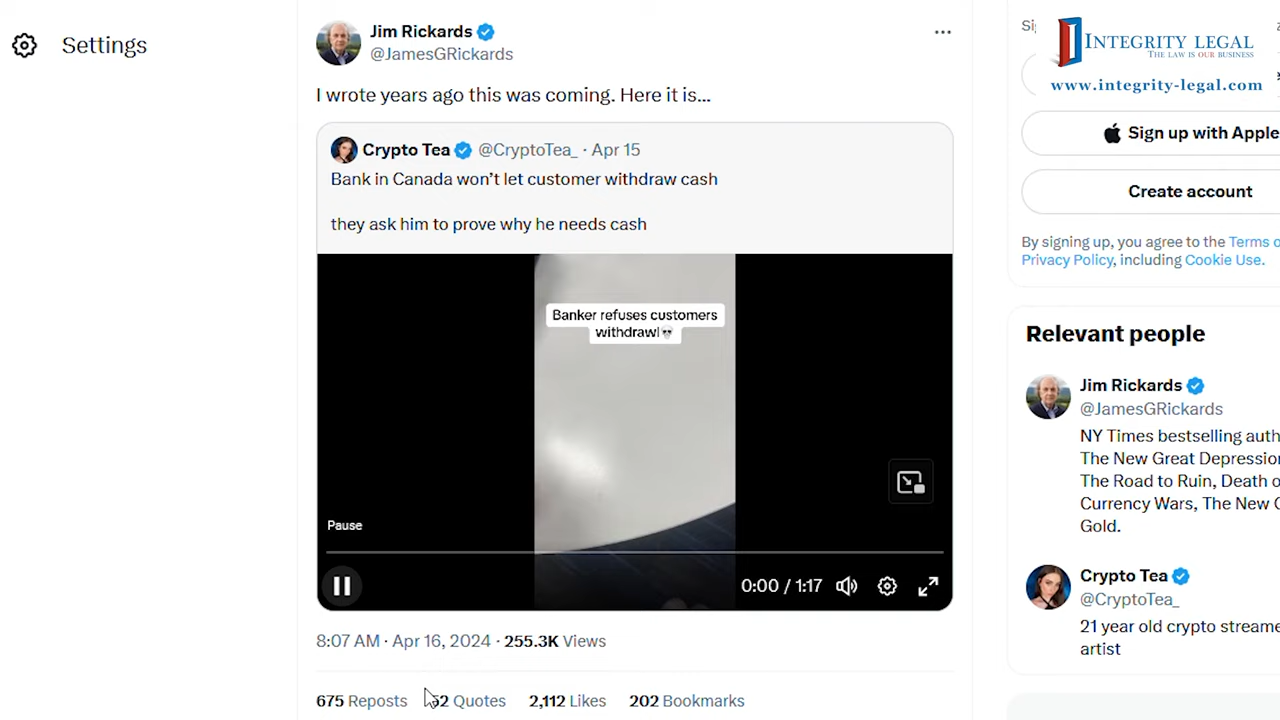 Settings
Jim Rickards
@JamesGRickards
I wrote years ago this was coming. Here it is...
Crypto Tea @CryptoTea_ · Apr 15
Bank in Canada won't let customer withdraw cash
they ask him to prove why he needs cash
Banker refuses customers
withdrawl💀
Pause
0:00 / 1:17
8:07 AM · Apr 16, 2024 · 255.3K Views
675 Reposts Quotes 2,112 Likes 202 Bookmarks
INTEGRITY LEGAL
THE LAW IS OUR BUSINESS
www.integrity-legal.com
Sign up with Apple
Create account
By signing up, you agree to the Terms
Privacy Policy, including Cookie Use.
Relevant people
Jim Rickards
@JamesGRickards
NY Times bestselling
The New Great Depression
The Road to Ruin, Death
Currency Wars, The New
Gold.
Crypto Tea
@CryptoTea_
21 year old crypto
artist